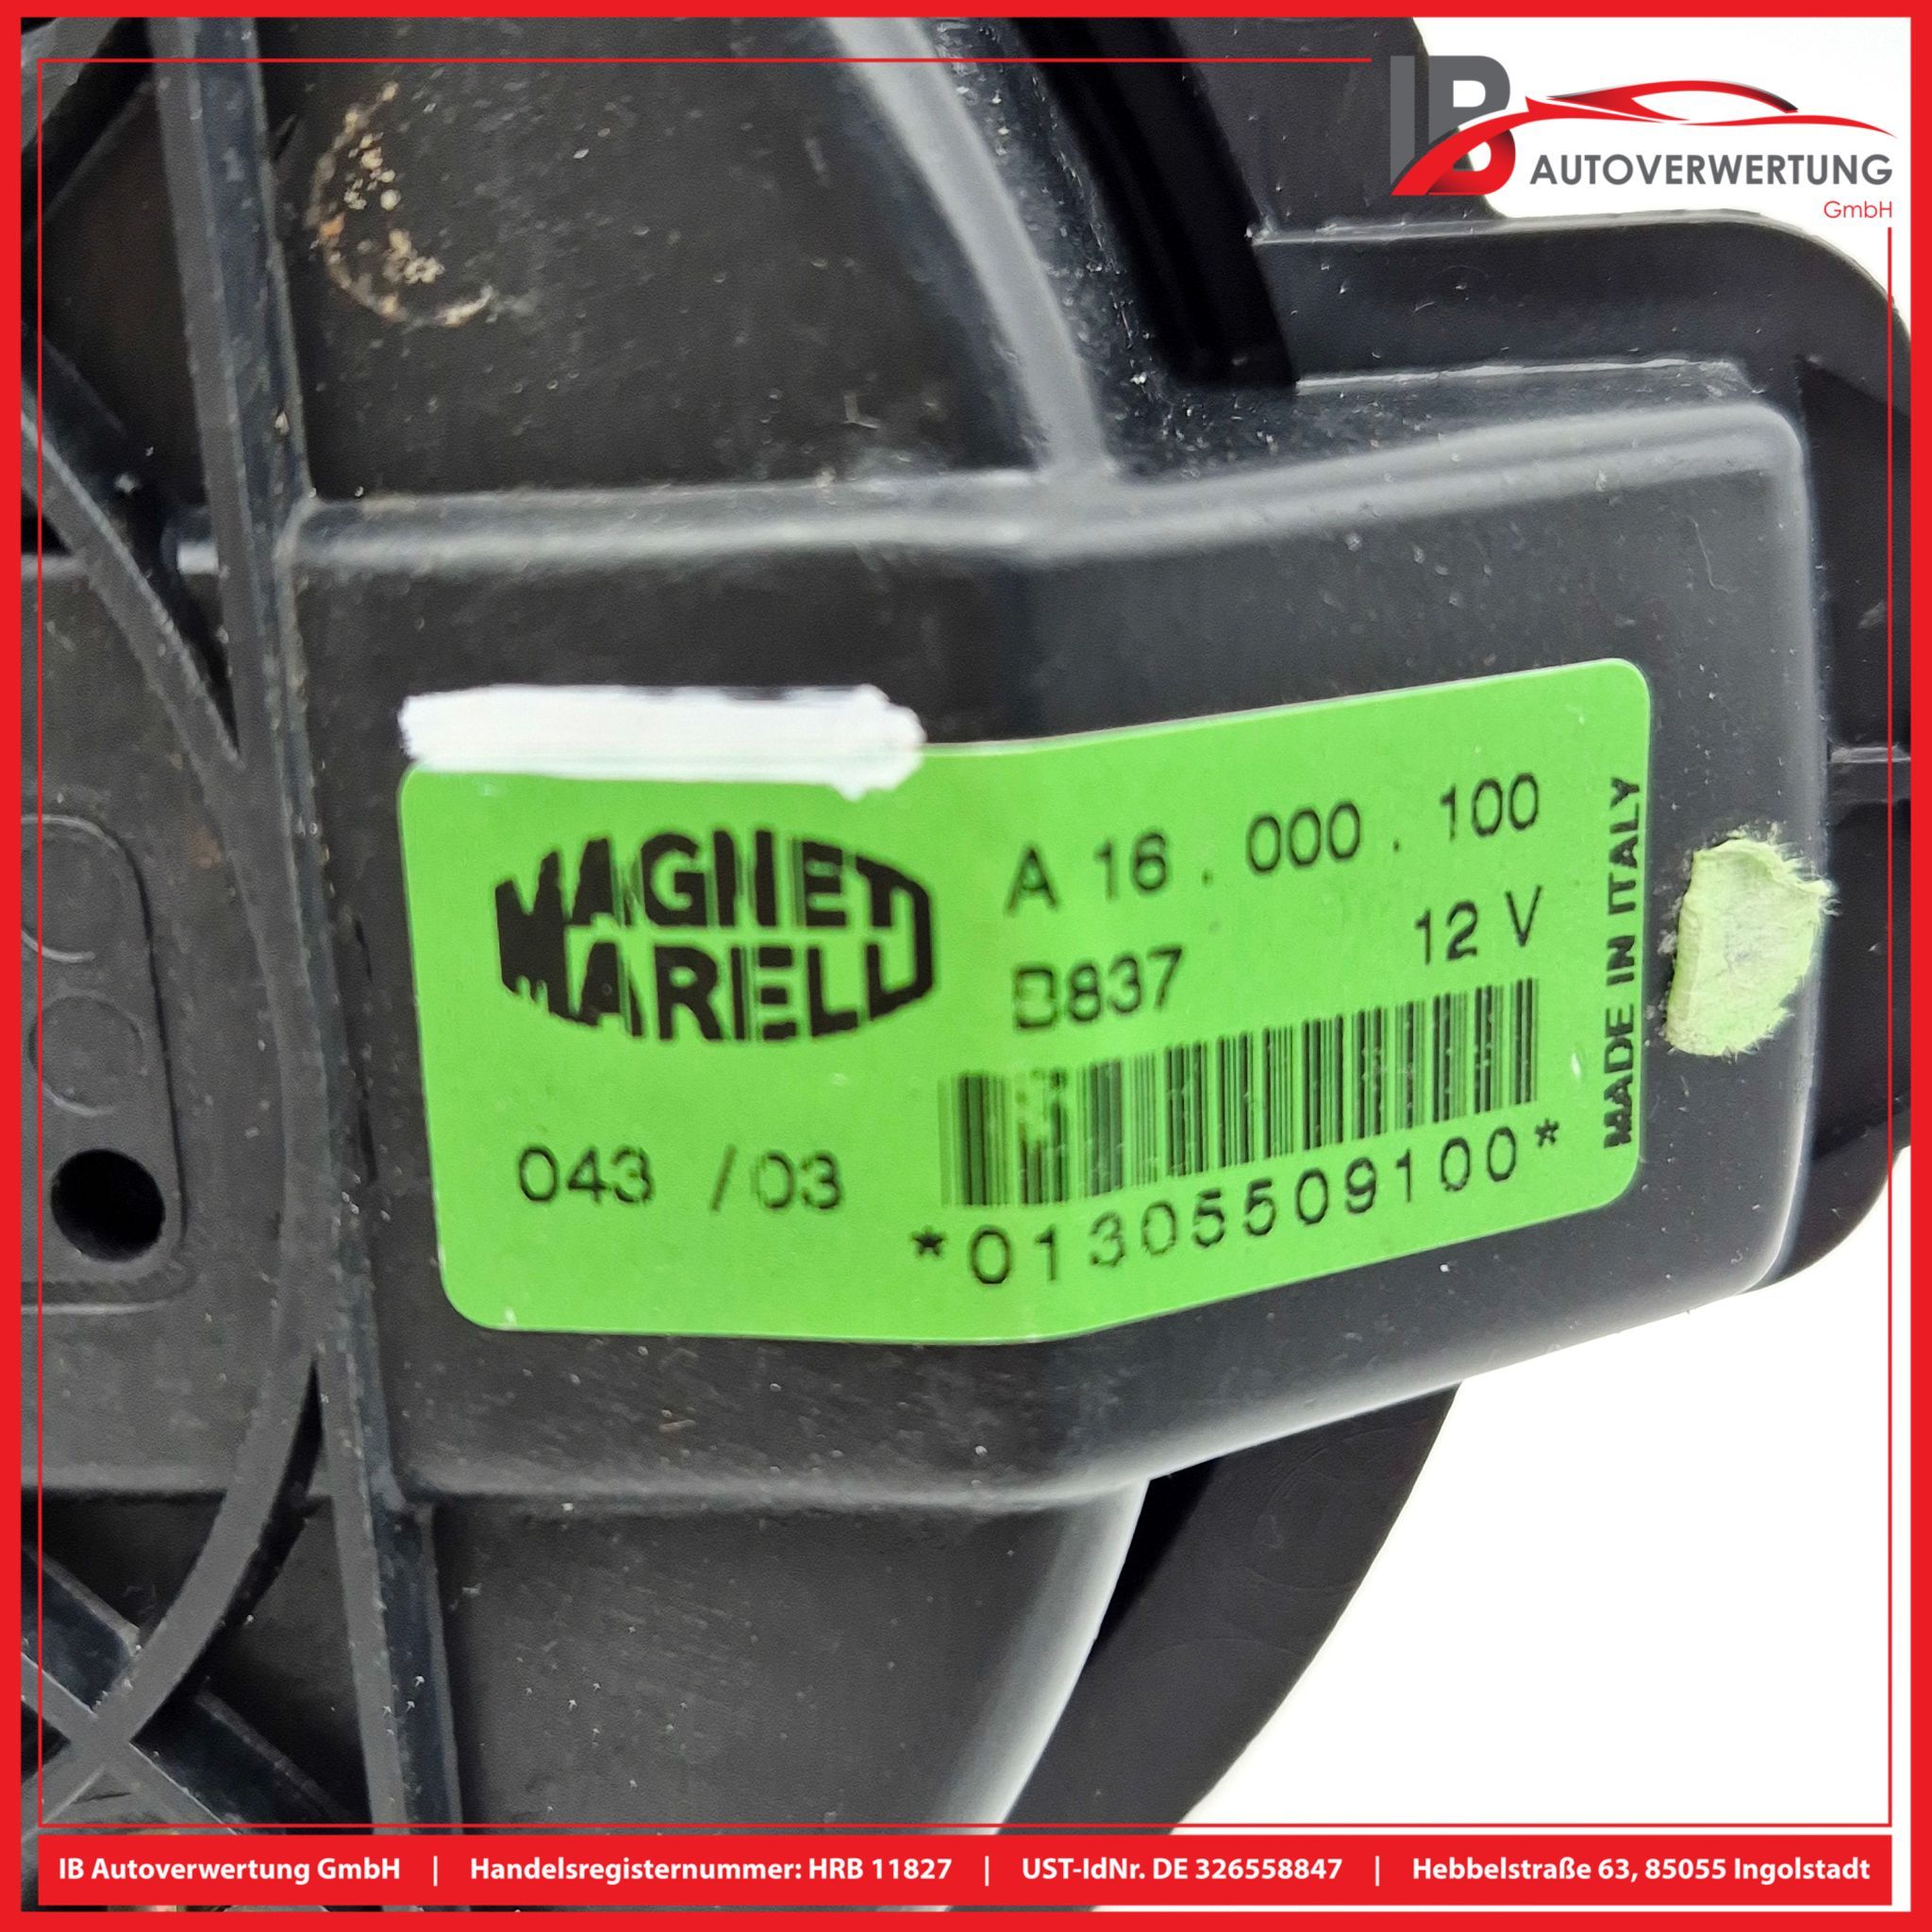 IB
AUTOVERWERTUNG
GmbH
MAGNETI
MARELLI
A 16 . 000 . 100
B837 12 V
MADE IN ITALY
043 /03
*01305509100*
IB Autoverwertung GmbH | Handelsregisternummer: HRB 11827 | UST-IdNr. DE 326558847 | Hebbelstraße 63, 85055 Ingolstadt